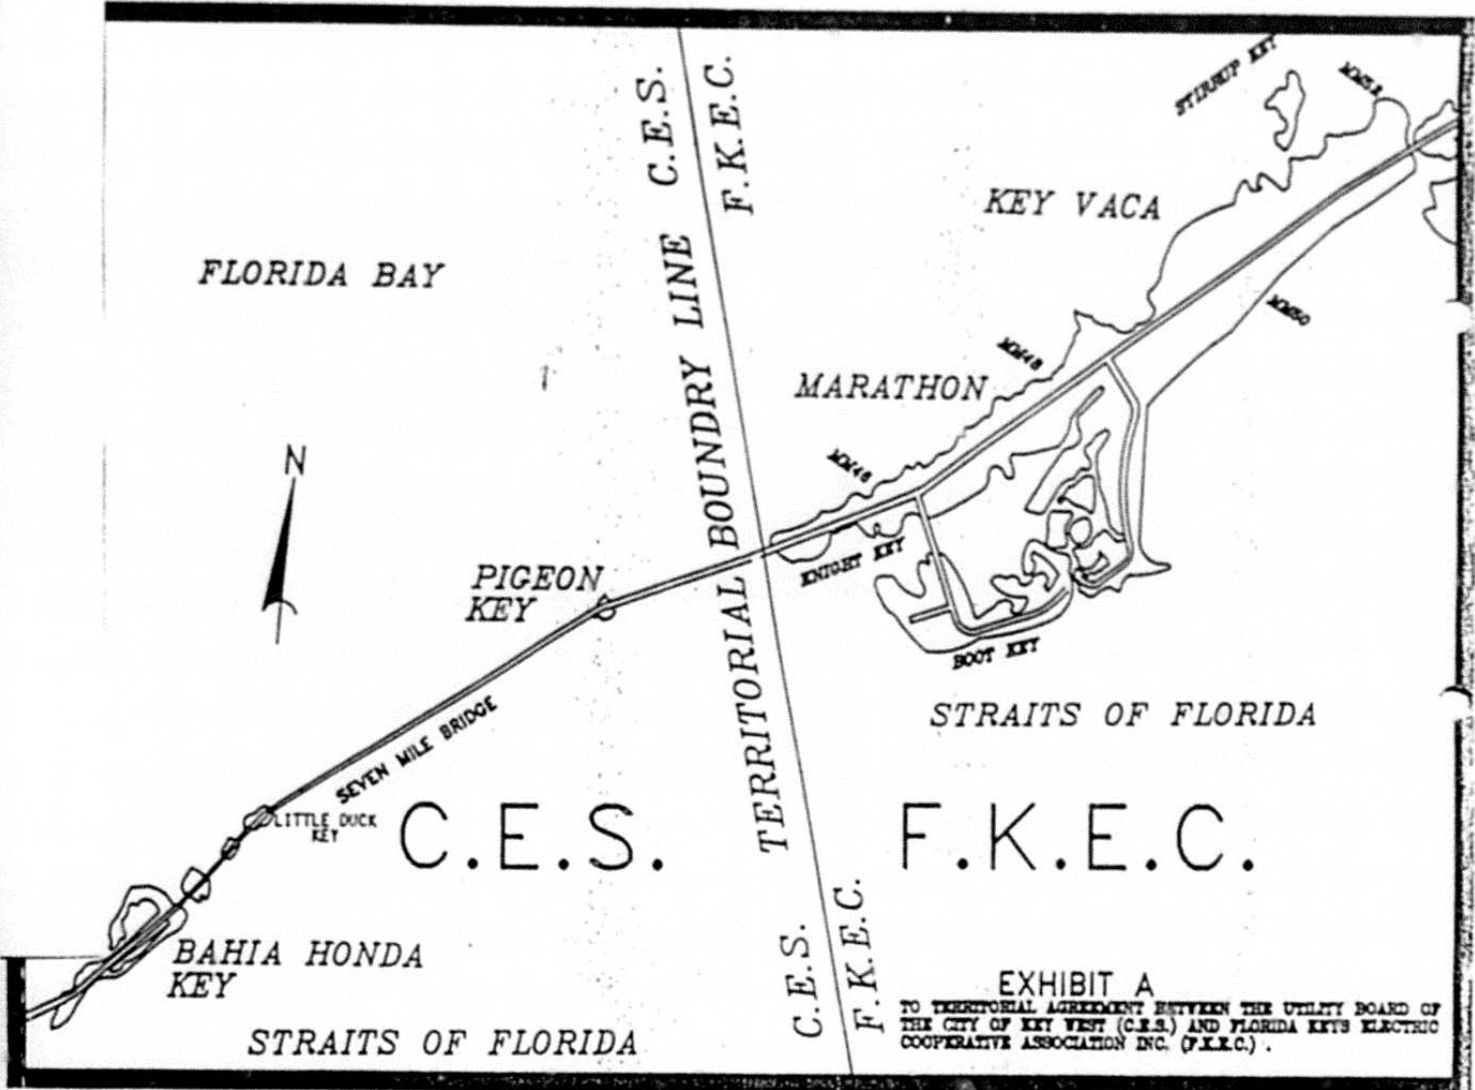 STIRRUP KEY
MM52
C.E.S.
F.K.E.C.
KEY VACA
FLORIDA BAY
MM50
MM48
MARATHON
N
MM46
TERRITORIAL BOUNDRY LINE
PIGEON
KEY
KNIGHT KEY
BOOT KEY
STRAITS OF FLORIDA
SEVEN MILE BRIDGE
LITTLE DUCK
KEY
C.E.S.
F.K.E.C.
BAHIA HONDA
KEY
C.E.S.
F.K.E.C.
STRAITS OF FLORIDA
EXHIBIT A
TO TERRITORIAL AGREEMENT BETWEEN THE UTILITY BOARD OF
THE CITY OF KEY WEST (C.E.S.) AND FLORIDA KEYS ELECTRIC
COOPERATIVE ASSOCIATION INC. (F.K.E.C.) .